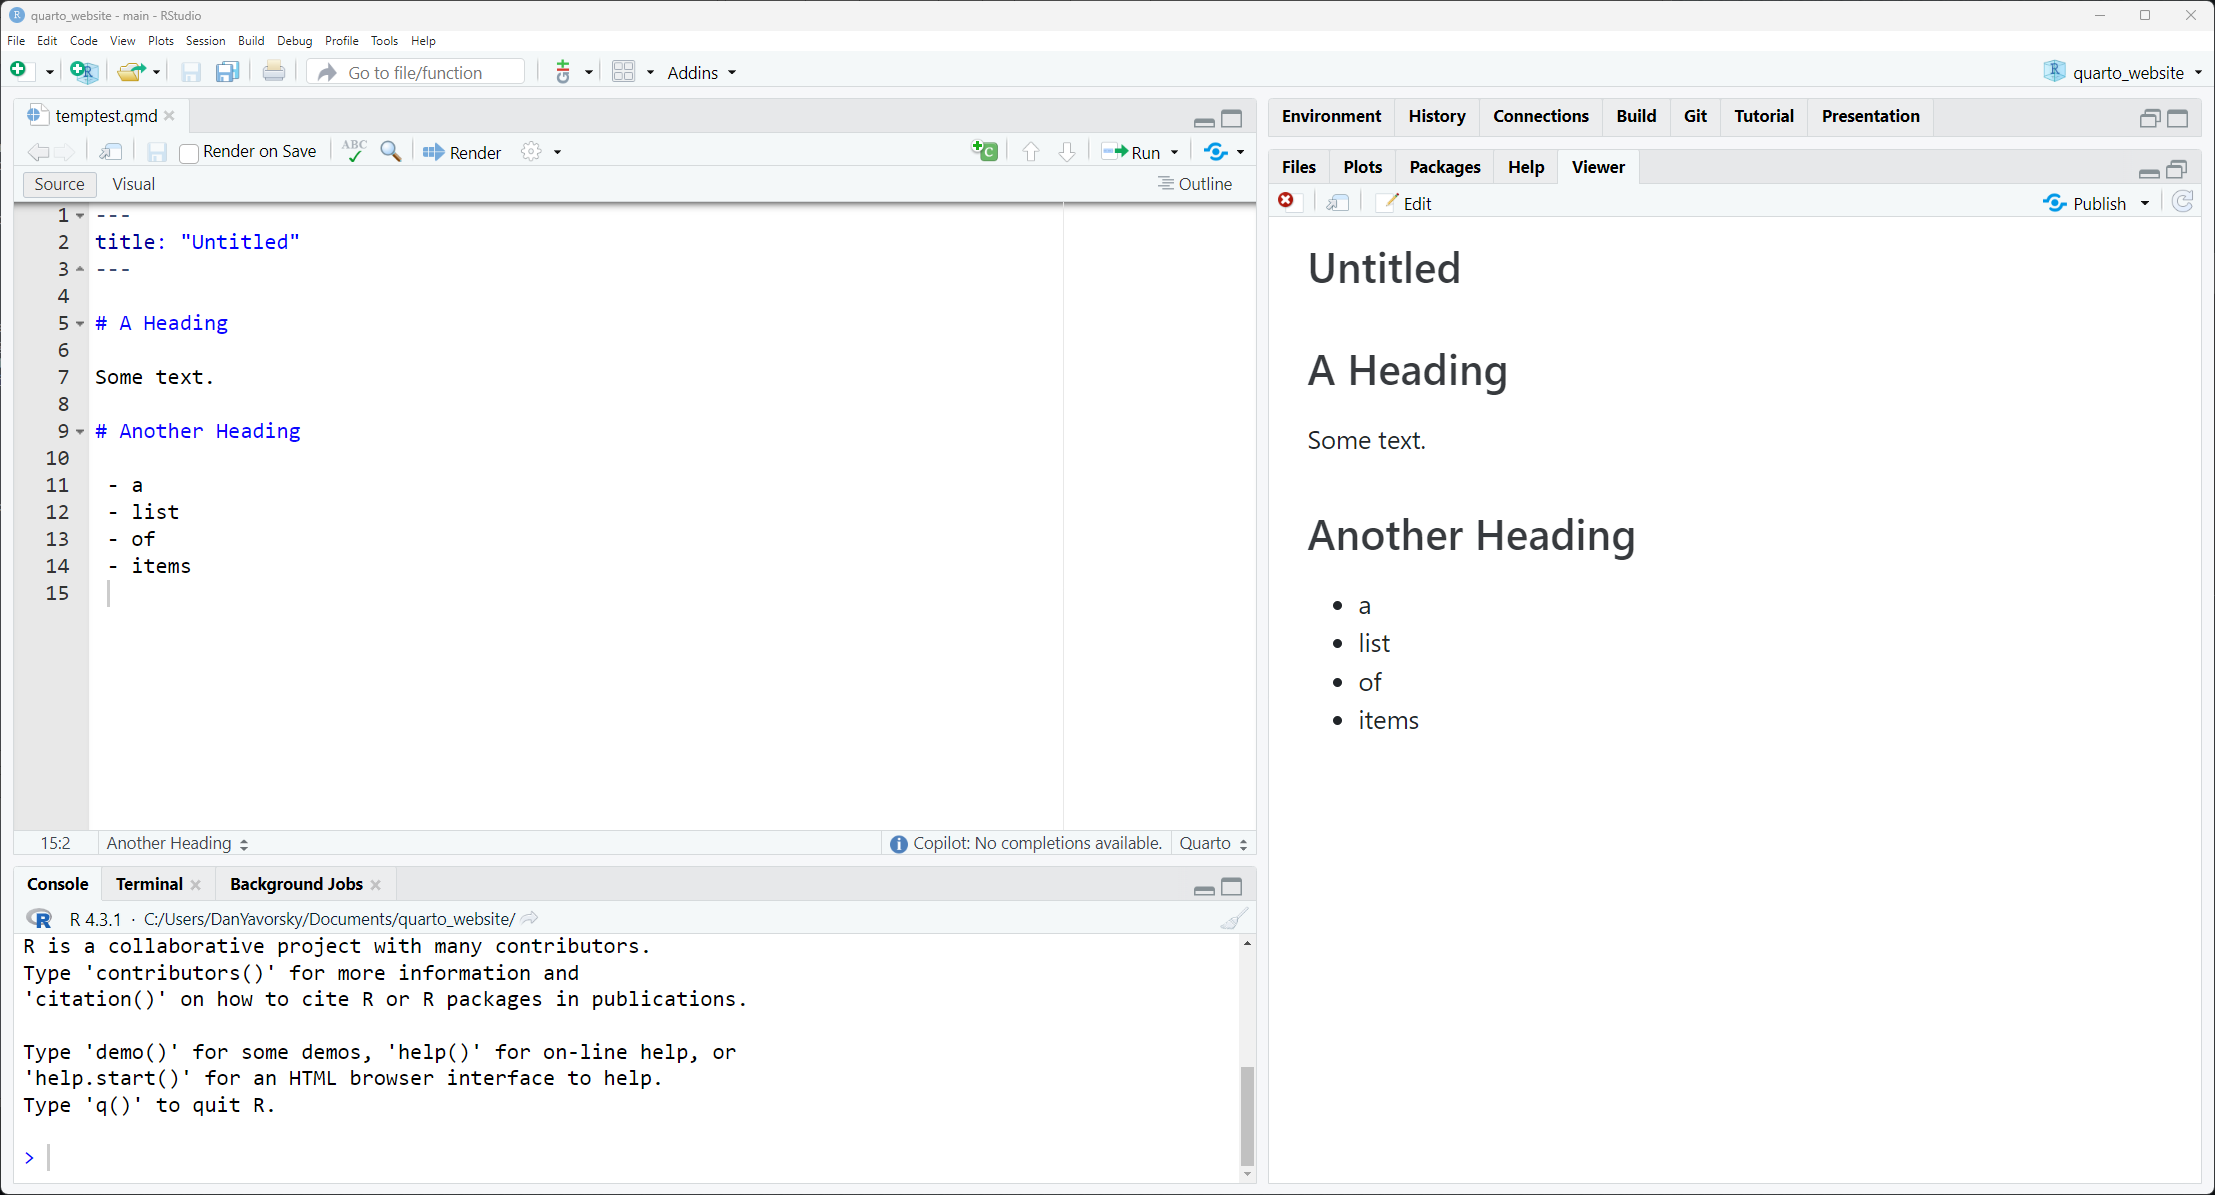 quarto_website - main - RStudio
File Edit Code View Plots Session Build Debug Profile Tools Help
Go to file/function Addins quarto_website
temptest.qmd
Render on Save ABC Render Run
Source Visual Outline
1 ---
2 title: "Untitled"
3 ---
4
5 # A Heading
6
7 Some text.
8
9 # Another Heading
10
11 - a
12 - list
13 - of
14 - items
15
15:2 Another Heading Copilot: No completions available. Quarto
Console Terminal Background Jobs
R 4.3.1 · C:/Users/DanYavorsky/Documents/quarto_website/
R is a collaborative project with many contributors.
Type 'contributors()' for more information and
'citation()' on how to cite R or R packages in publications.
Type 'demo()' for some demos, 'help()' for on-line help, or
'help.start()' for an HTML browser interface to help.
Type 'q()' to quit R.
>
Environment History Connections Build Git Tutorial Presentation
Files Plots Packages Help Viewer
Edit Publish
Untitled
A Heading
Some text.
Another Heading
• a
• list
• of
• items